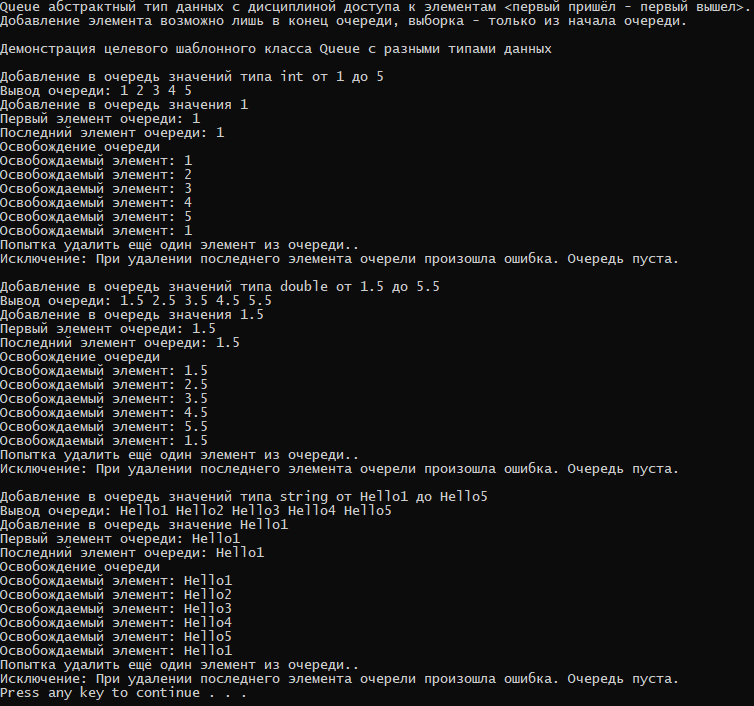 Queue абстрактный тип данных с дисциплиной доступа к элементам <первый пришёл - первый вышел>.
Добавление элемента возможно лишь в конец очереди, выборка - только из начала очереди.
Демонстрация целевого шаблонного класса Queue с разными типами данных
Добавление в очередь значений типа int от 1 до 5
Вывод очереди: 1 2 3 4 5
Добавление в очередь значения 1
Первый элемент очереди: 1
Последний элемент очереди: 1
Освобождение очереди
Освобождаемый элемент: 1
Освобождаемый элемент: 2
Освобождаемый элемент: 3
Освобождаемый элемент: 4
Освобождаемый элемент: 5
Освобождаемый элемент: 1
Попытка удалить ещё один элемент из очереди..
Исключение: При удалении последнего элемента очерели произошла ошибка. Очередь пуста.
Добавление в очередь значений типа double от 1.5 до 5.5
Вывод очереди: 1.5 2.5 3.5 4.5 5.5
Добавление в очередь значения 1.5
Первый элемент очереди: 1.5
Последний элемент очереди: 1.5
Освобождение очереди
Освобождаемый элемент: 1.5
Освобождаемый элемент: 2.5
Освобождаемый элемент: 3.5
Освобождаемый элемент: 4.5
Освобождаемый элемент: 5.5
Освобождаемый элемент: 1.5
Попытка удалить ещё один элемент из очереди..
Исключение: При удалении последнего элемента очерели произошла ошибка. Очередь пуста.
Добавление в очередь значений типа string от Hello1 до Hello5
Вывод очереди: Hello1 Hello2 Hello3 Hello4 Hello5
Добавление в очередь значение Hello1
Первый элемент очереди: Hello1
Последний элемент очереди: Hello1
Освобождение очереди
Освобождаемый элемент: Hello1
Освобождаемый элемент: Hello2
Освобождаемый элемент: Hello3
Освобождаемый элемент: Hello4
Освобождаемый элемент: Hello5
Освобождаемый элемент: Hello1
Попытка удалить ещё один элемент из очереди..
Исключение: При удалении последнего элемента очерели произошла ошибка. Очередь пуста.
Press any key to continue . . .